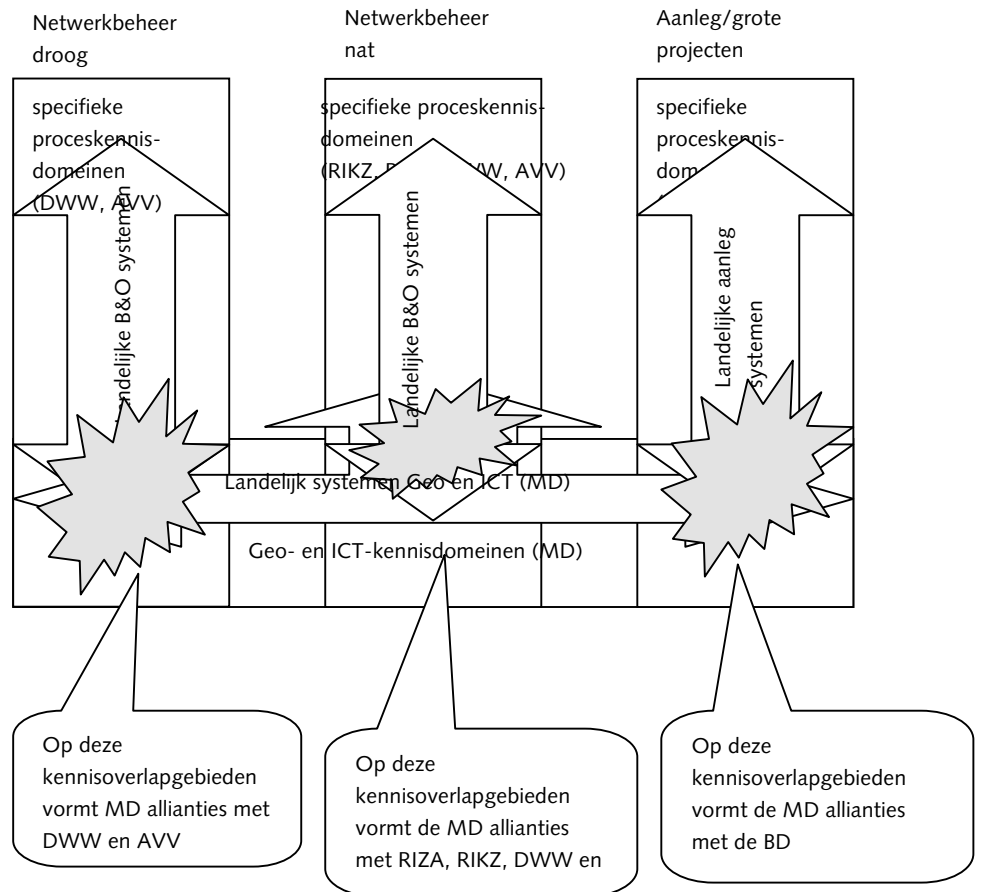 Netwerkbeheer
droog
Netwerkbeheer
nat
Aanleg/grote
projecten
specifieke
proceskennis-
domeinen
(DWW, AVV)
specifieke proceskennis-
domeinen
(RIKZ, AVV)
specifieke
proceskennis-
B&O systemen
Landelijke B&O systemen
Landelijke aanleg
systemen
Landelijk systemen Geo en ICT (MD)
Geo- en ICT-kennisdomeinen (MD)
Op deze
kennisoverlapgebieden
vormt MD allianties met
DWW en AVV
Op deze
kennisoverlapgebieden
vormt de MD allianties
met RIZA, RIKZ, DWW en
Op deze
kennisoverlapgebieden
vormt de MD allianties
met de BD